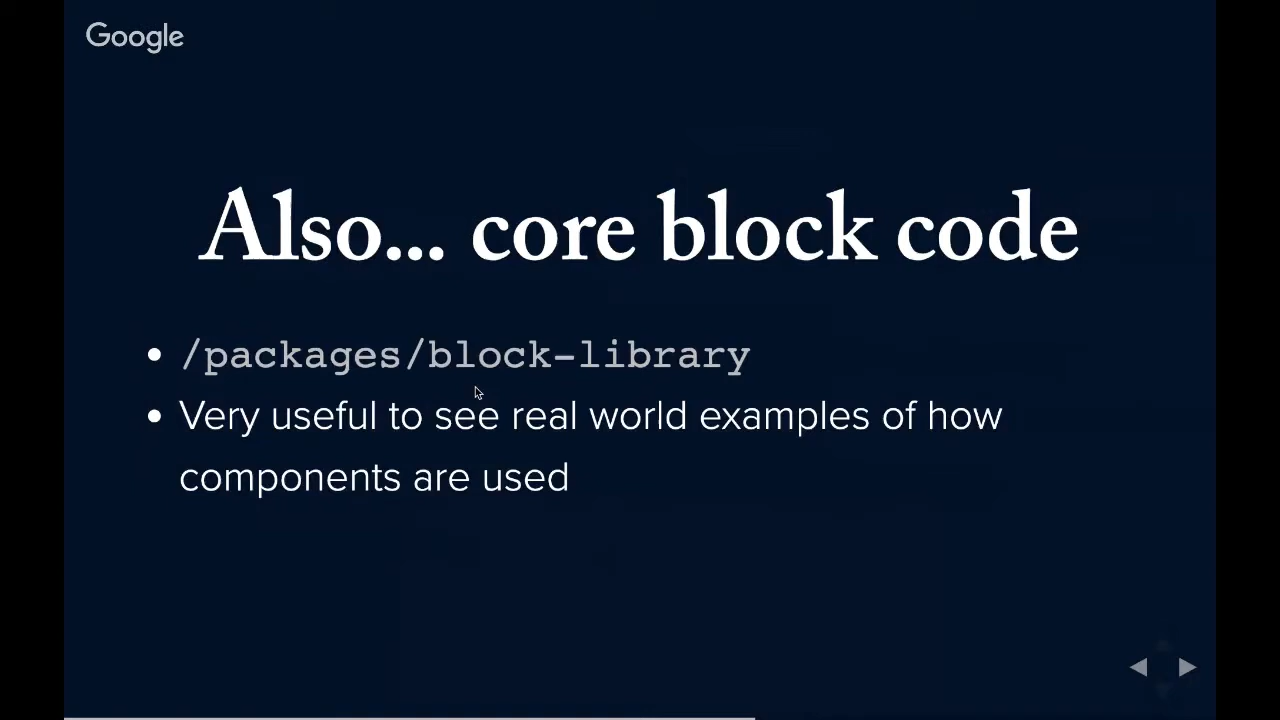 Google
Also... core block code
• /packages/block-library
• Very useful to see real world examples of how
components are used